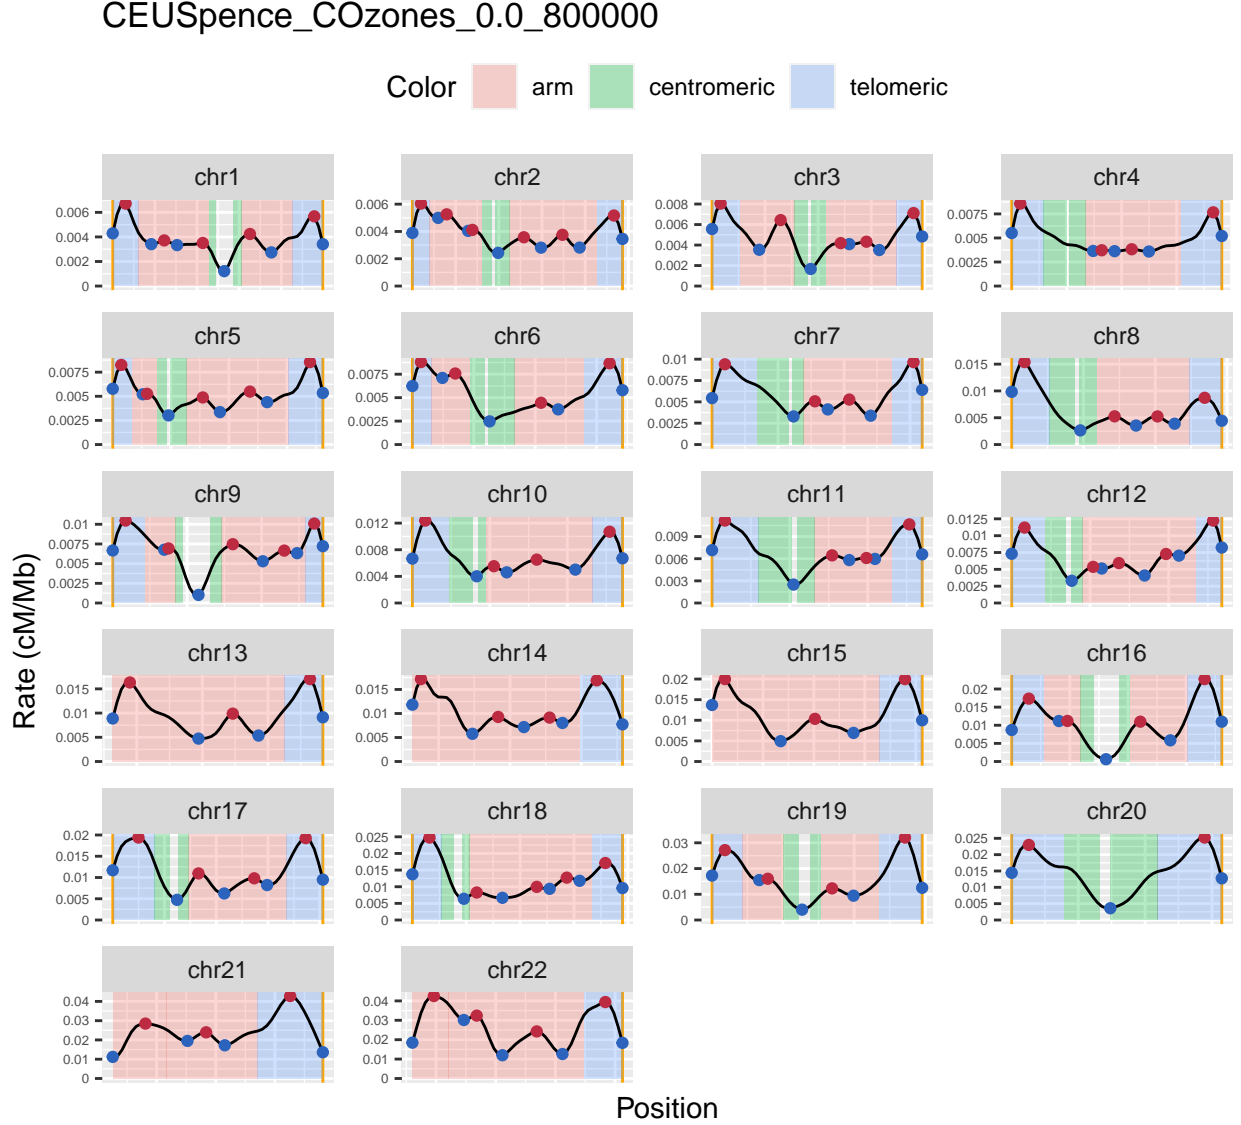 CEUSpence_COzones_0.0_800000
Color arm centromeric telomeric
chr1 chr2 chr3 chr4
0.006 0.004 0.002 0
0.006 0.004 0.002 0
0.008 0.006 0.004 0.002 0
0.0075 0.005 0.0025 0
chr5 chr6 chr7 chr8
0.0075 0.005 0.0025 0
0.0075 0.005 0.0025 0
0.01 0.0075 0.005 0.0025 0
0.015 0.01 0.005 0
chr9 chr10 chr11 chr12
0.01 0.0075 0.005 0.0025 0
0.012 0.008 0.004 0
0.009 0.006 0.003 0
0.0125 0.01 0.0075 0.005 0.0025 0
chr13 chr14 chr15 chr16
0.015 0.01 0.005 0
0.015 0.01 0.005 0
0.02 0.015 0.01 0.005 0
0.02 0.015 0.01 0.005 0
chr17 chr18 chr19 chr20
0.02 0.015 0.01 0.005 0
0.025 0.02 0.015 0.01 0.005 0
0.03 0.02 0.01 0
0.025 0.02 0.015 0.01 0.005 0
chr21 chr22
0.04 0.03 0.02 0.01 0
0.04 0.03 0.02 0.01 0
Rate (cM/Mb)
Position